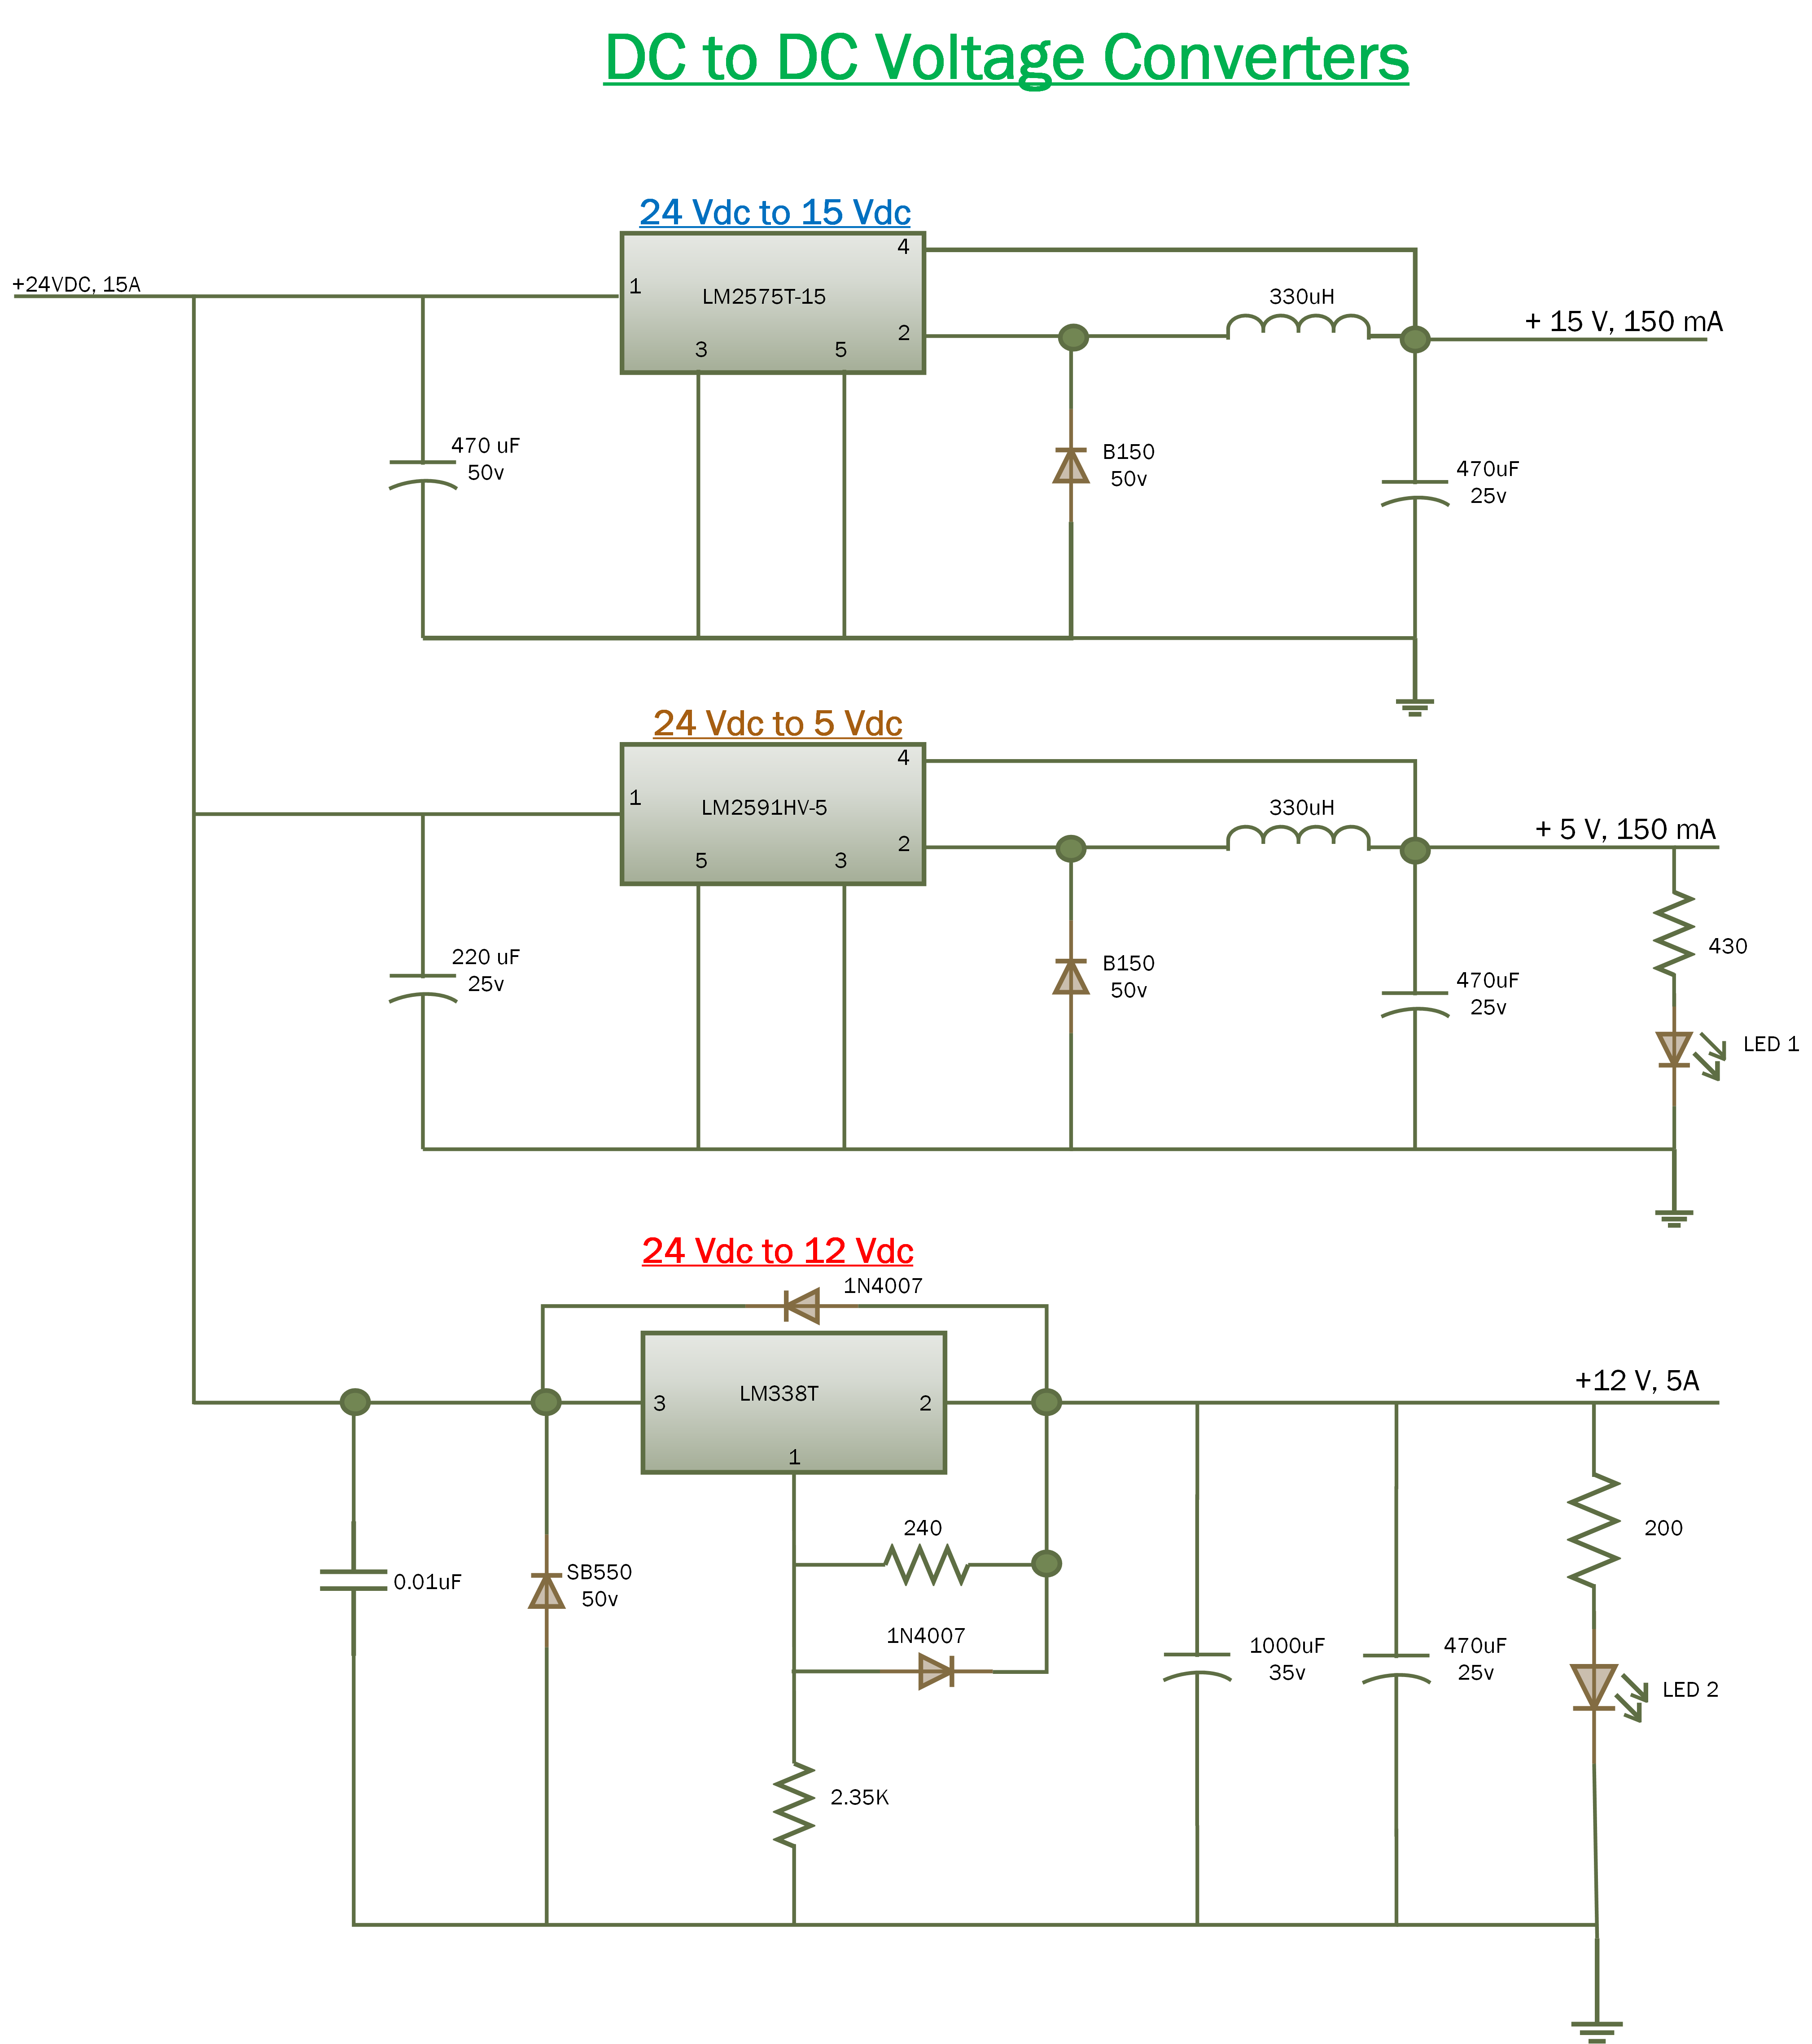 DC to DC Voltage Converters
24 Vdc to 15 Vdc
+24VDC, 15A
1
LM2575T-15
4
2
3
5
330uH
+ 15 V, 150 mA
470 uF
50v
B150
50v
470uF
25v
24 Vdc to 5 Vdc
1
LM2591HV-5
4
2
5
3
330uH
+ 5 V, 150 mA
430
220 uF
25v
B150
50v
470uF
25v
LED 1
24 Vdc to 12 Vdc
1N4007
LM338T
3
2
1
+12 V, 5A
240
200
0.01uF
SB550
50v
1N4007
1000uF
35v
470uF
25v
LED 2
2.35K